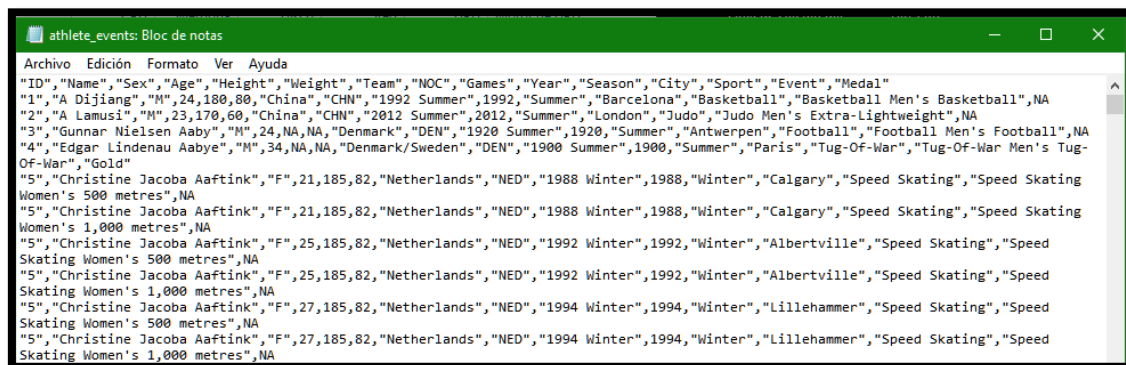 athlete_events: Bloc de notas
Archivo Edición Formato Ver Ayuda
"ID","Name","Sex","Age","Height","Weight","Team","NOC","Games","Year","Season","City","Sport","Event","Medal"
"1","A Dijiang","M",24,180,80,"China","CHN","1992 Summer",1992,"Summer","Barcelona","Basketball","Basketball Men's Basketball",NA
"2","A Lamusi","M",23,170,60,"China","CHN","2012 Summer",2012,"Summer","London","Judo","Judo Men's Extra-Lightweight",NA
"3","Gunnar Nielsen Aaby","M",24,NA,NA,"Denmark","DEN","1920 Summer",1920,"Summer","Antwerpen","Football","Football Men's Football",NA
"4","Edgar Lindenau Aabye","M",34,NA,NA,"Denmark/Sweden","DEN","1900 Summer",1900,"Summer","Paris","Tug-Of-War","Tug-Of-War Men's Tug-
Of-War","Gold"
"5","Christine Jacoba Aaftink","F",21,185,82,"Netherlands","NED","1988 Winter",1988,"Winter","Calgary","Speed Skating","Speed Skating
Women's 500 metres",NA
"5","Christine Jacoba Aaftink","F",21,185,82,"Netherlands","NED","1988 Winter",1988,"Winter","Calgary","Speed Skating","Speed Skating
Women's 1,000 metres",NA
"5","Christine Jacoba Aaftink","F",25,185,82,"Netherlands","NED","1992 Winter",1992,"Winter","Albertville","Speed Skating","Speed
Skating Women's 500 metres",NA
"5","Christine Jacoba Aaftink","F",25,185,82,"Netherlands","NED","1992 Winter",1992,"Winter","Albertville","Speed Skating","Speed
Skating Women's 1,000 metres",NA
"5","Christine Jacoba Aaftink","F",27,185,82,"Netherlands","NED","1994 Winter",1994,"Winter","Lillehammer","Speed Skating","Speed
Skating Women's 500 metres",NA
"5","Christine Jacoba Aaftink","F",27,185,82,"Netherlands","NED","1994 Winter",1994,"Winter","Lillehammer","Speed Skating","Speed
Skating Women's 1,000 metres",NA